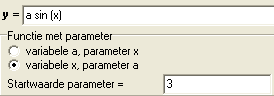 y = a sin (x)
Functie met parameter
variabele a, parameter x
variabele x, parameter a
Startwaarde parameter = 3